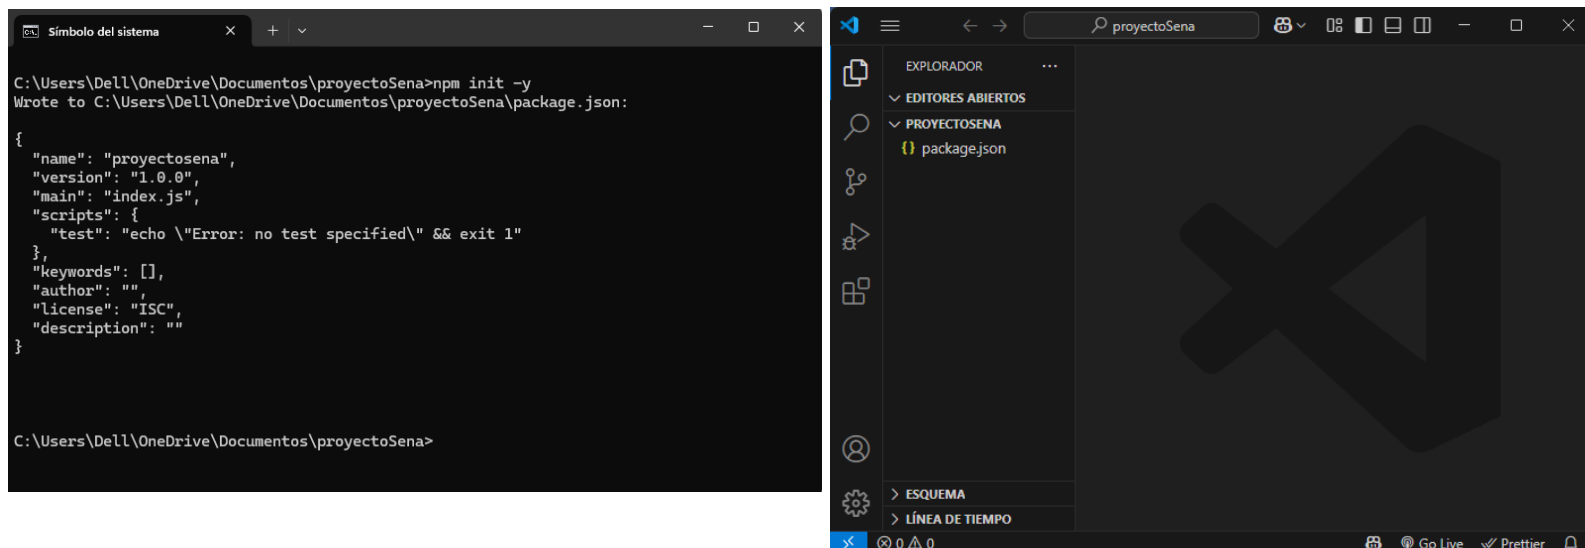 Símbolo del sistema
C:\Users\Dell\OneDrive\Documentos\proyectoSena>npm init -y
Wrote to C:\Users\Dell\OneDrive\Documentos\proyectoSena\package.json:
{
  "name": "proyectosena",
  "version": "1.0.0",
  "main": "index.js",
  "scripts": {
    "test": "echo \"Error: no test specified\" && exit 1"
  },
  "keywords": [],
  "author": "",
  "license": "ISC",
  "description": ""
}
C:\Users\Dell\OneDrive\Documentos\proyectoSena>
proyectoSena
EXPLORADOR
EDITORES ABIERTOS
PROYECTOSENA
{} package.json
ESQUEMA
LÍNEA DE TIEMPO
0 0
Go Live Prettier